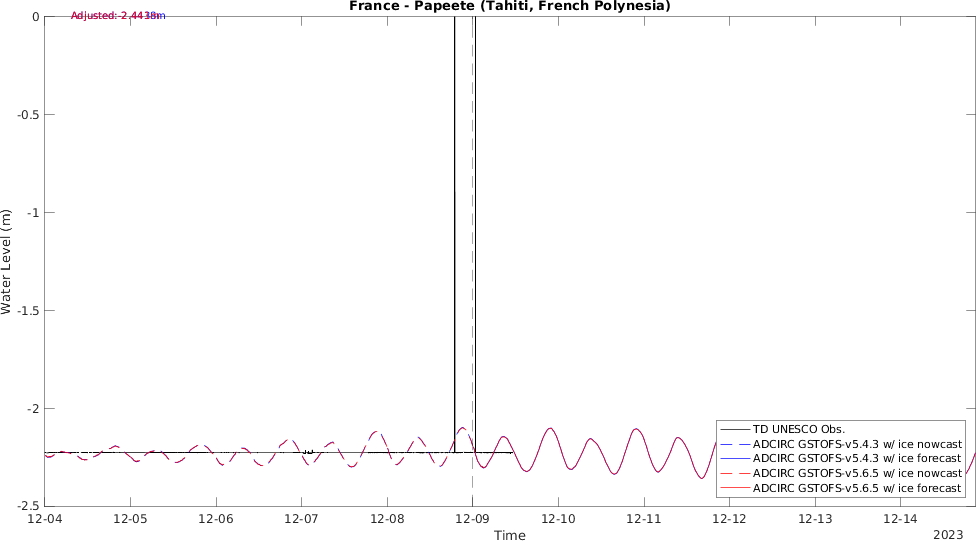 France - Papeete (Tahiti, French Polynesia)
0
-0.5
-1
-1.5
-2
-2.5
Water Level (m)
12-04
12-05
12-06
12-07
12-08
12-09
12-10
12-11
12-12
12-13
12-14
Time
2023
TD UNESCO Obs.
ADCIRC GSTOFS-v5.4.3 w/ ice nowcast
ADCIRC GSTOFS-v5.4.3 w/ ice forecast
ADCIRC GSTOFS-v5.6.5 w/ ice nowcast
ADCIRC GSTOFS-v5.6.5 w/ ice forecast